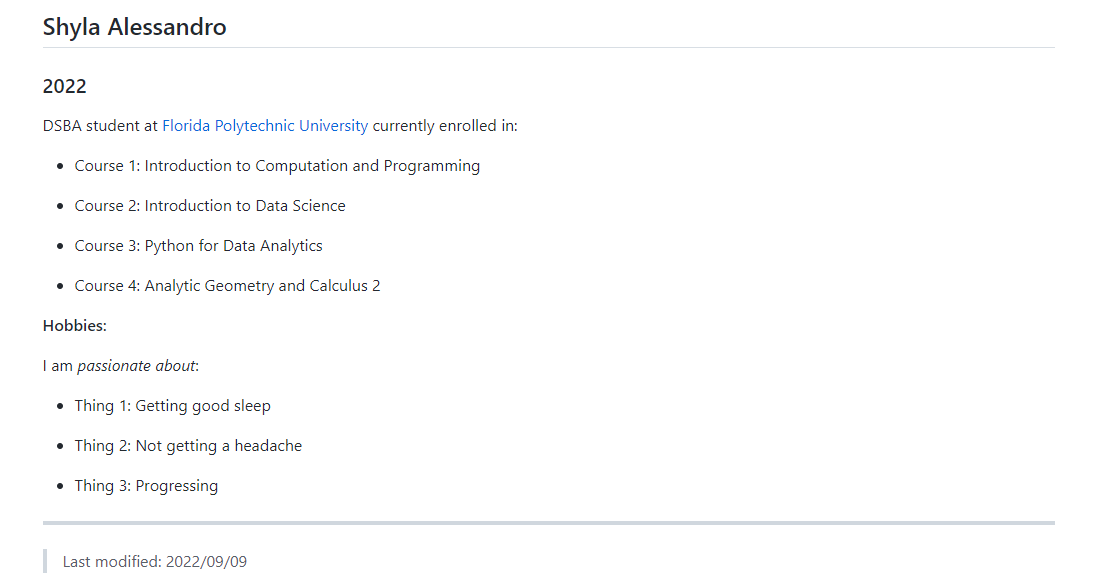 Shyla Alessandro
2022
DSBA student at Florida Polytechnic University currently enrolled in:
• Course 1: Introduction to Computation and Programming
• Course 2: Introduction to Data Science
• Course 3: Python for Data Analytics
• Course 4: Analytic Geometry and Calculus 2
Hobbies:
I am passionate about:
• Thing 1: Getting good sleep
• Thing 2: Not getting a headache
• Thing 3: Progressing
Last modified: 2022/09/09